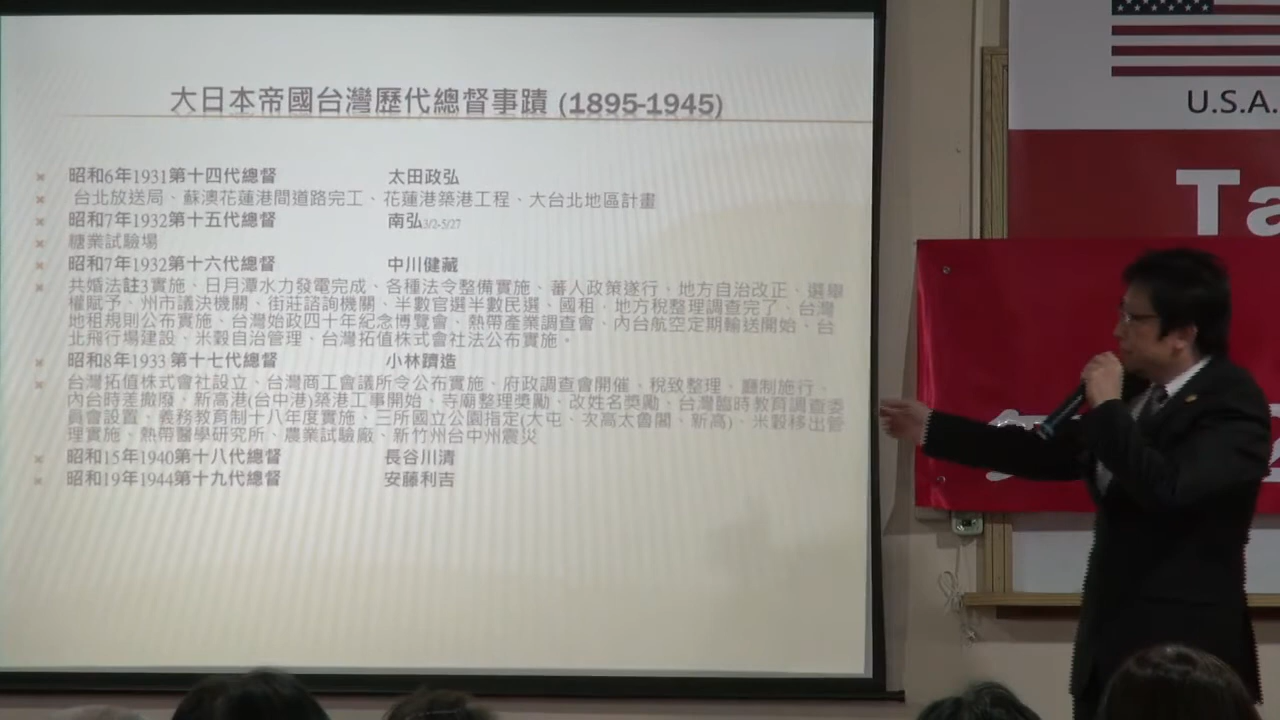 大日本帝國台灣歷代總督事蹟 (1895-1945)
昭和6年1931第十四代總督 太田政弘
台北放送局、蘇澳花蓮港間道路完工、花蓮港築港工程、大台北地區計畫
昭和7年1932第十五代總督 南弘3/2-5/27
糖業試驗場
昭和7年1932第十六代總督 中川健藏
共婚法註3實施、日月潭水力發電完成、各種法令整備實施、蕃人政策遂行、地方自治改正、選舉
權賦予、州市議決機關、街莊諮詢機關、半數官選半數民選、國租、地方稅整理調查完了、台灣
地租規則公布實施、台灣始政四十年紀念博覽會、熱帶產業調查會、內台航空定期輸送開始、台
北飛行場建設、米穀自治管理、台灣拓值株式會社法公布實施。
昭和8年1933 第十七代總督 小林躋造
台灣拓值株式會社設立、台灣商工會議所令公布實施、府政調查會開催、稅致整理、廳制施行、
內台時差撤廢、新高港(台中港)築港工事開始、寺廟整理獎勵、改姓名獎勵、台灣臨時教育調查委
員會設置、義務教育制十八年度實施、三所國立公園指定(大屯、次高太魯閣、新高)、米穀移出管
理實施、熱帶醫學研究所、農業試驗廠、新竹州台中州震災
昭和15年1940第十八代總督 長谷川清
昭和19年1944第十九代總督 安藤利吉
U.S.A.
Ta